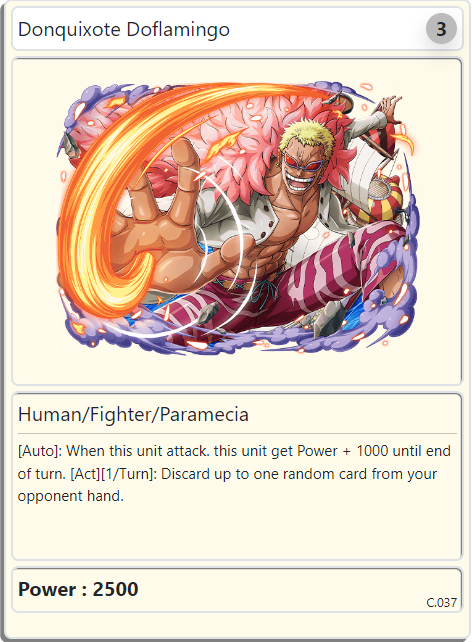 Donquixote Doflamingo
3
Human/Fighter/Paramecia
[Auto]: When this unit attack. this unit get Power + 1000 until end
of turn. [Act][1/Turn]: Discard up to one random card from your
opponent hand.
Power : 2500
C.037